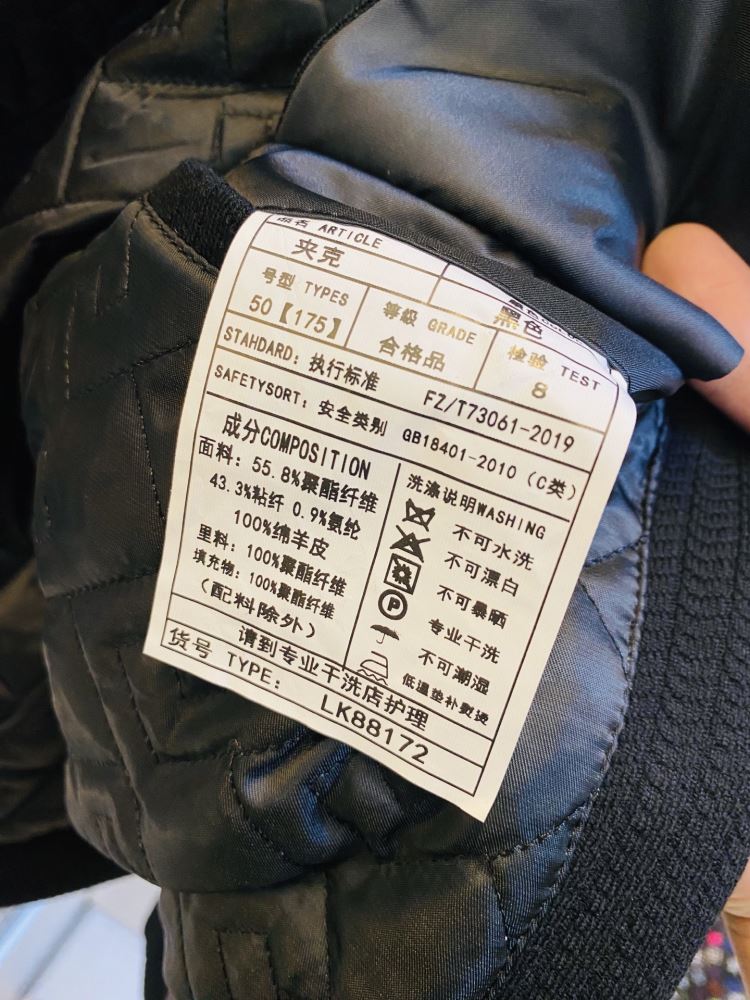 品名 ARTICLE
夹克
黑色
号型 TYPES
50【175】
等级 GRADE
合格品
检验 TEST
8
STAHDARD: 执行标准 FZ/T73061-2019
SAFETYSORT: 安全类别 GB18401-2010 (C类)
成分COMPOSITION
面料: 55.8%聚酯纤维
43.3%粘纤 0.9%氨纶
100%绵羊皮
里料: 100%聚酯纤维
填充物: 100%聚酯纤维
(配料除外)
洗涤说明WASHING
不可水洗
不可漂白
不可暴晒
P
专业干洗
不可潮湿
低温垫补熨烫
请到专业干洗店护理
货号 TYPE: LK88172